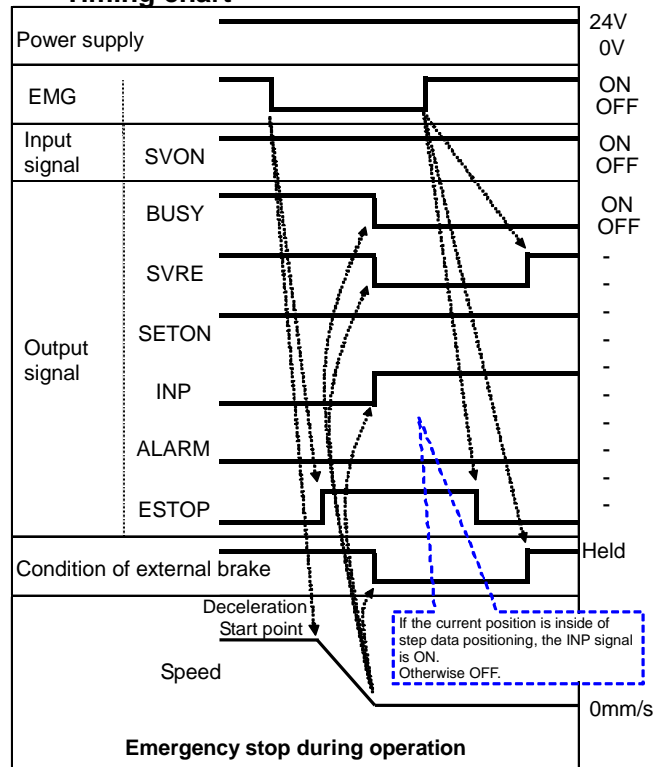 Timing chart
Power supply
24V
0V
EMG
ON
OFF
Input
signal
SVON
ON
OFF
Output
signal
BUSY
ON
OFF
SVRE
-
-
SETON
-
-
INP
-
-
ALARM
-
-
ESTOP
-
Condition of external brake
Held
Deceleration
Start point
Speed
If the current position is inside of
step data positioning, the INP signal
is ON.
Otherwise OFF.
0mm/s
Emergency stop during operation